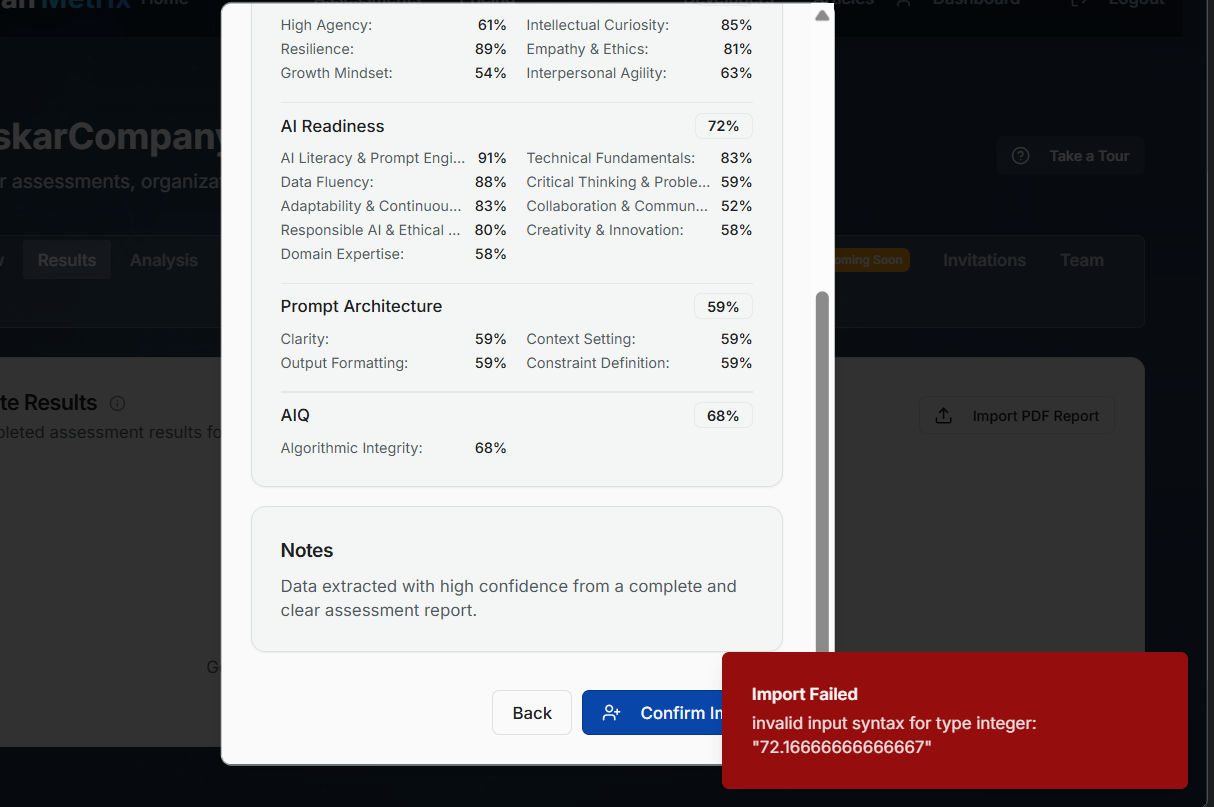 Metrix
Home
Dashboard
Logout
High Agency: 61% Intellectual Curiosity: 85%
Resilience: 89% Empathy & Ethics: 81%
Growth Mindset: 54% Interpersonal Agility: 63%
AI Readiness 72%
AI Literacy & Prompt Engi... 91% Technical Fundamentals: 83%
Data Fluency: 88% Critical Thinking & Proble... 59%
Adaptability & Continuou... 83% Collaboration & Commun... 52%
Responsible AI & Ethical ... 80% Creativity & Innovation: 58%
Domain Expertise: 58%
Prompt Architecture 59%
Clarity: 59% Context Setting: 59%
Output Formatting: 59% Constraint Definition: 59%
AIQ 68%
Algorithmic Integrity: 68%
Notes
Data extracted with high confidence from a complete and
clear assessment report.
Back
Confirm Im
skarCompany
r assessments, organiza
Take a Tour
Results Analysis oming Soon Invitations Team
te Results
pleted assessment results fo
Import PDF Report
Import Failed
invalid input syntax for type integer:
"72.16666666666667"